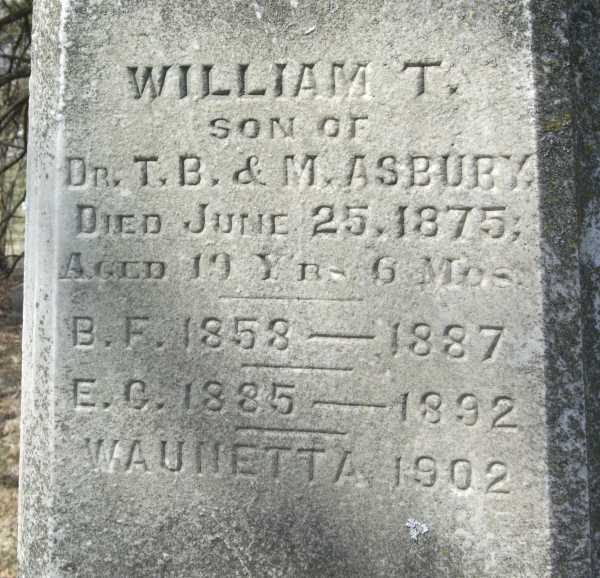 WILLIAM T.
SON OF
DR. T. B. & M. ASBURY.
DIED JUNE 25, 1875;
AGED 19 YRS 6 MOS.
B. F. 1858 — 1887
E. G. 1885 — 1892
WAUNETTA 1902